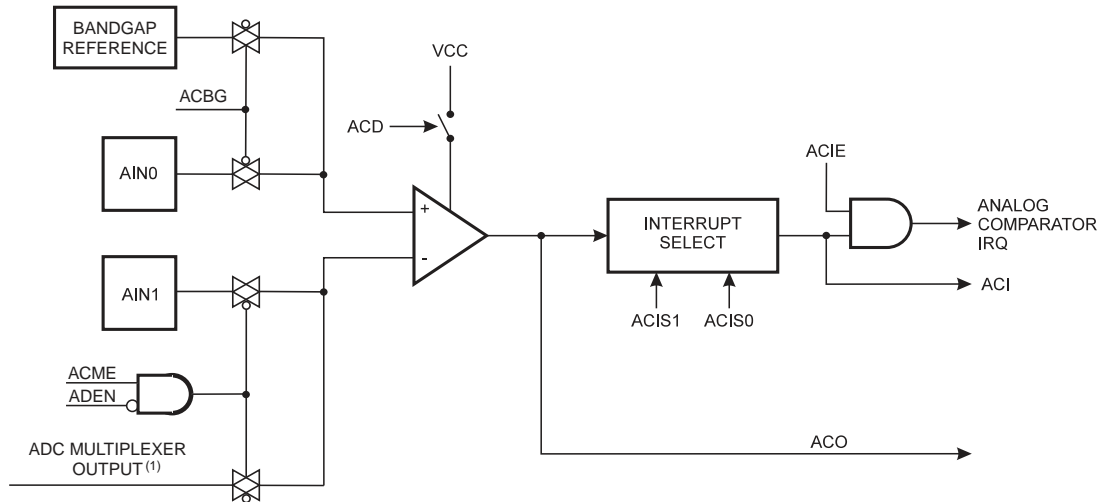 BANDGAP
REFERENCE
VCC
ACBG
ACD
ACIE
AIN0
+
INTERRUPT
SELECT
ANALOG
COMPARATOR
IRQ
-
AIN1
ACI
ACIS1 ACIS0
ACME
ADEN
ADC MULTIPLEXER
OUTPUT (1)
ACO